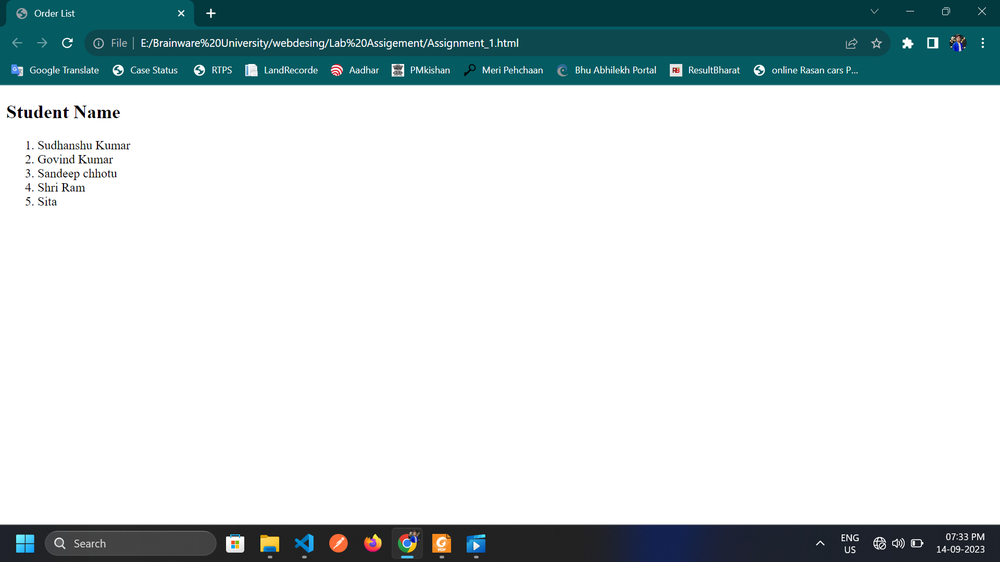 Order List
File
E:/Brainware%20University/webdesing/Lab%20Assigement/Assignment_1.html
Google Translate
Case Status
RTPS
LandRecorde
Aadhar
PMkishan
Meri Pehchaan
Bhu Abhilekh Portal
RB
ResultBharat
online Rasan cars P...
Student Name
1. Sudhanshu Kumar
2. Govind Kumar
3. Sandeep chhotu
4. Shri Ram
5. Sita
Search
PDF
ENG
US
07:33 PM
14-09-2023